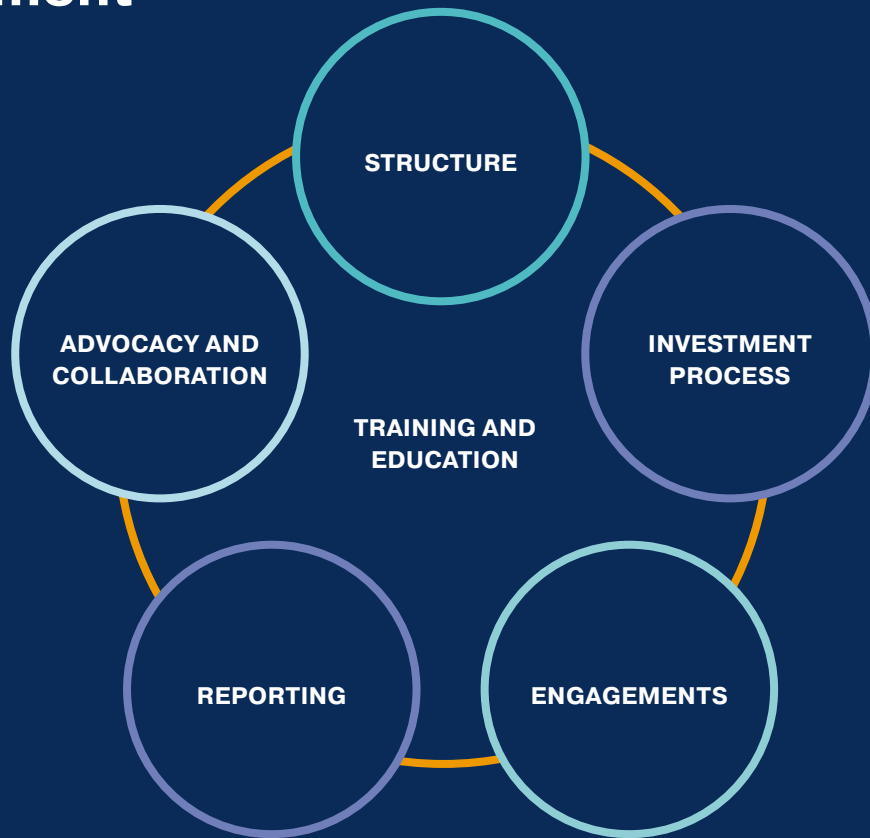 STRUCTURE
ADVOCACY AND
COLLABORATION
INVESTMENT
PROCESS
TRAINING AND
EDUCATION
REPORTING
ENGAGEMENTS